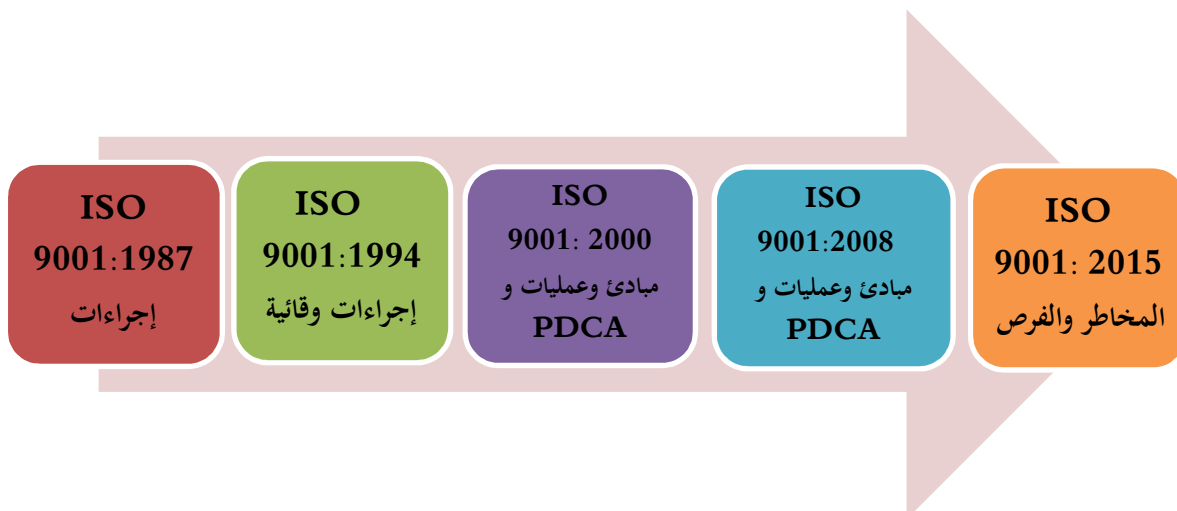 ISO
9001:1987
إجراءات
ISO
9001:1994
إجراءات وقائية
ISO
9001: 2000
مبادئ وعمليات و
PDCA
ISO
9001:2008
مبادئ وعمليات و
PDCA
ISO
9001: 2015
المخاطر والفرص